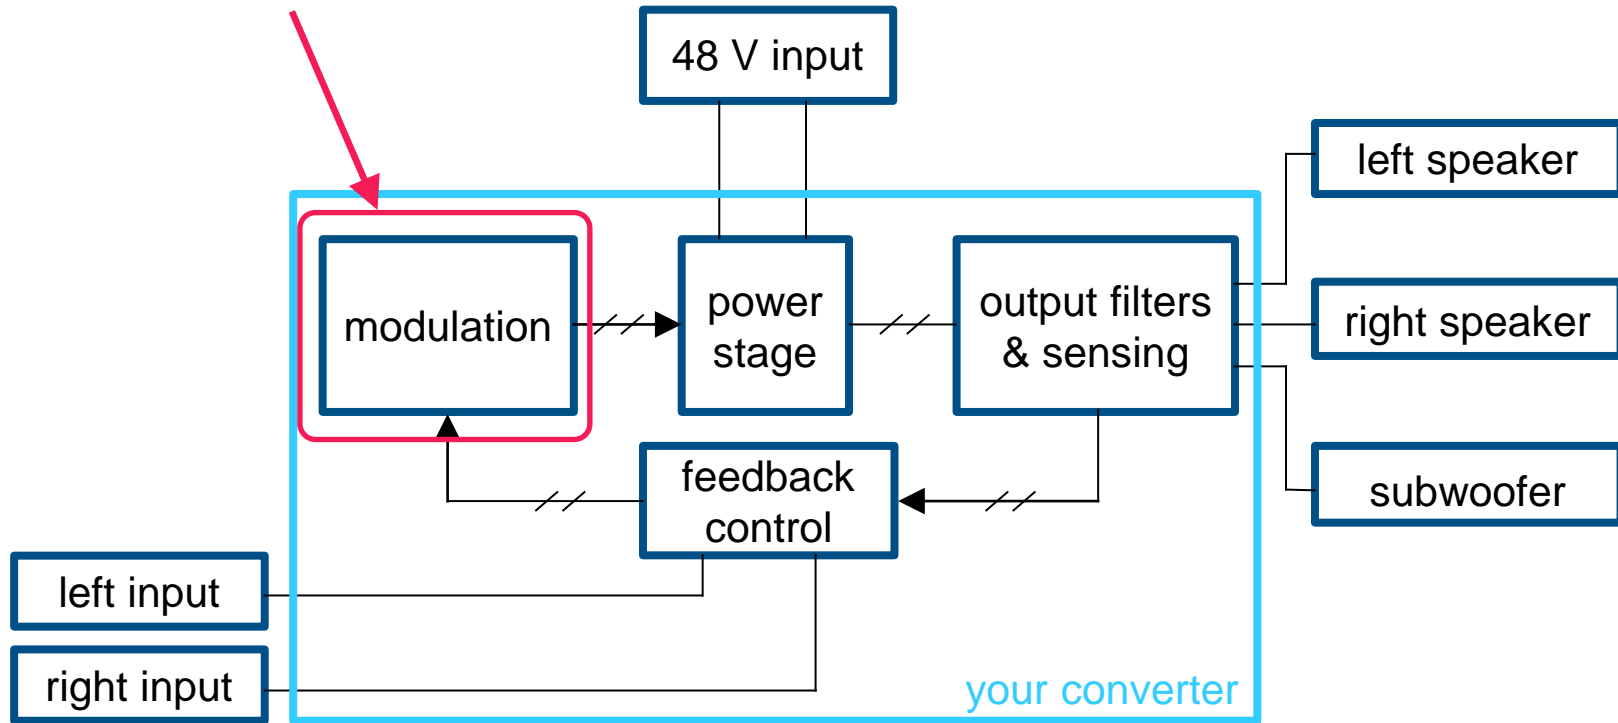 48 V input
left speaker
modulation
power
stage
output filters
& sensing
right speaker
feedback
control
subwoofer
left input
right input
your converter